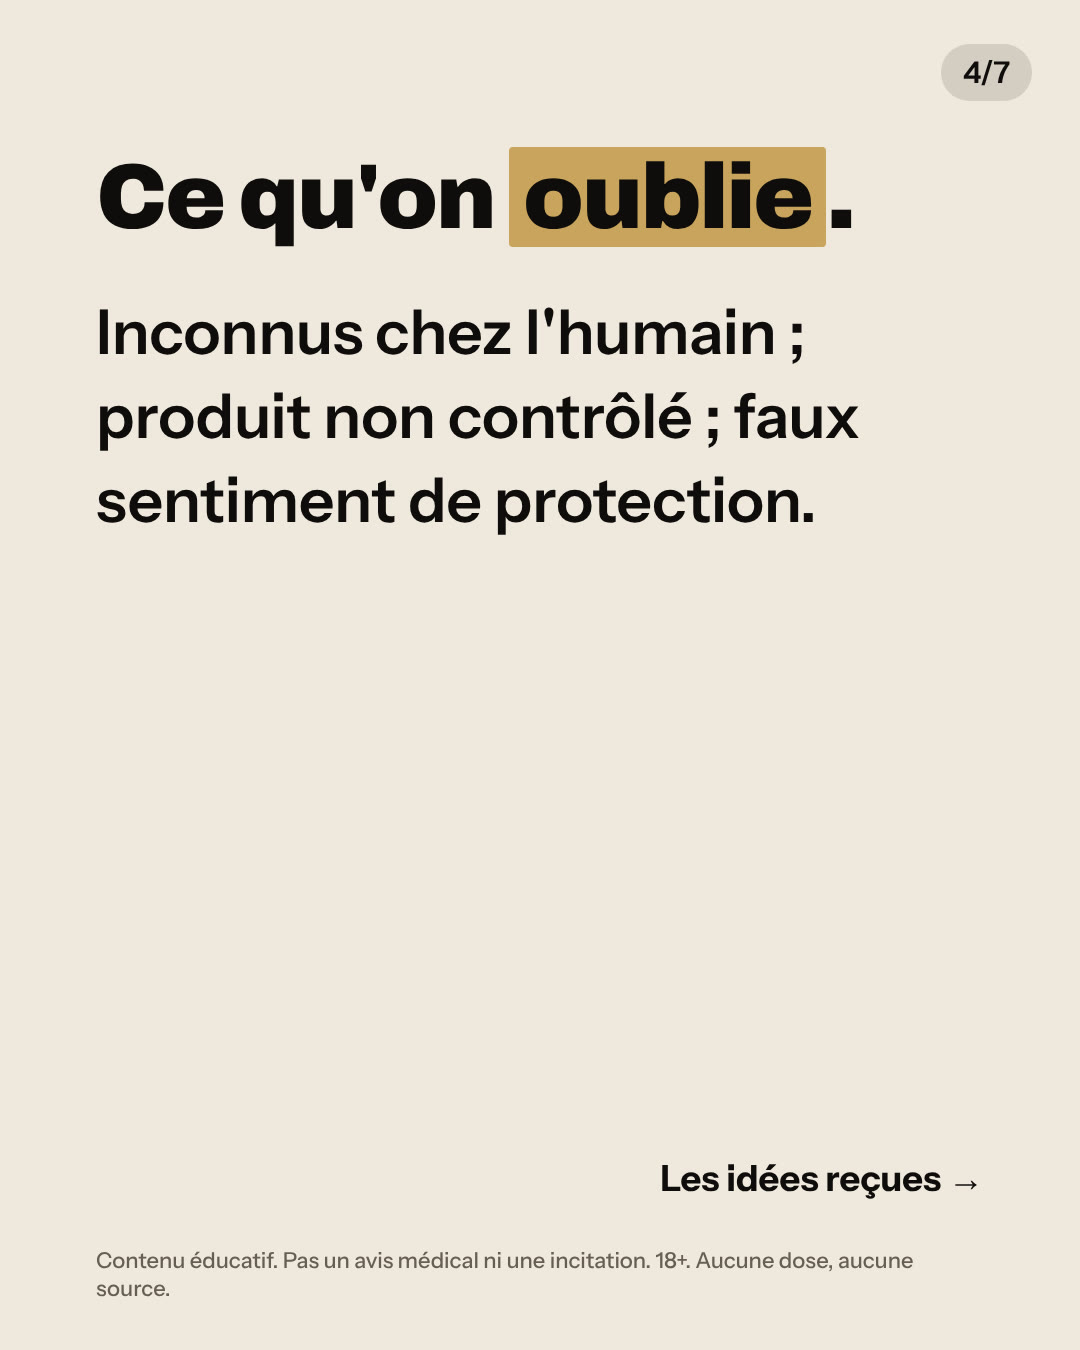 4/7
Ce qu'on oublie.
Inconnus chez l'humain ;
produit non contrôlé ; faux
sentiment de protection.
Les idées reçues →
Contenu éducatif. Pas un avis médical ni une incitation. 18+. Aucune dose, aucune
source.